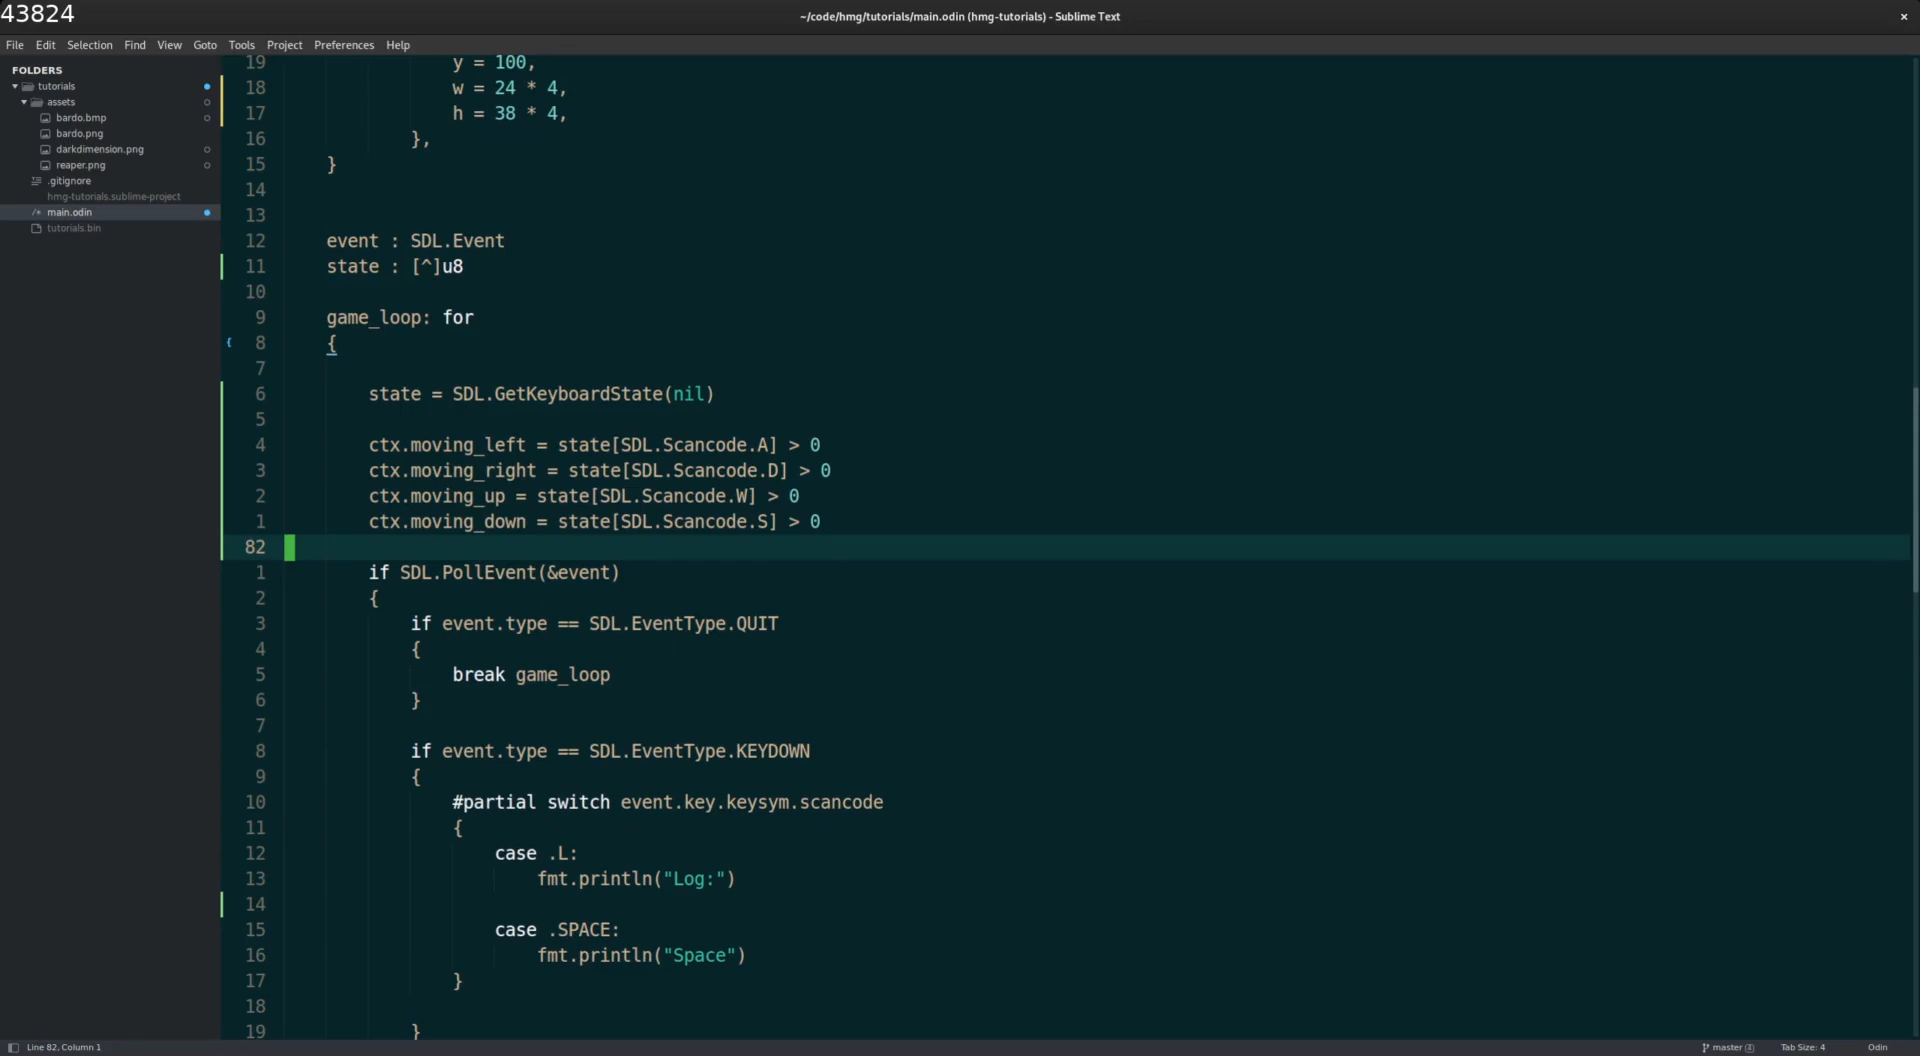 43824
~/code/hmg/tutorials/main.odin (hmg-tutorials) - Sublime Text
×
File Edit Selection Find View Goto Tools Project Preferences Help
FOLDERS
tutorials
assets
bardo.bmp
bardo.png
darkdimension.png
reaper.png
.gitignore
hmg-tutorials.sublime-project
/* main.odin
tutorials.bin
19 y = 100,
18 w = 24 * 4,
17 h = 38 * 4,
16 },
15 }
14
13
12 event : SDL.Event
11 state : [^]u8
10
9 game_loop: for
{ 8 {
7
6 state = SDL.GetKeyboardState(nil)
5
4 ctx.moving_left = state[SDL.Scancode.A] > 0
3 ctx.moving_right = state[SDL.Scancode.D] > 0
2 ctx.moving_up = state[SDL.Scancode.W] > 0
1 ctx.moving_down = state[SDL.Scancode.S] > 0
82
1 if SDL.PollEvent(&event)
2 {
3 if event.type == SDL.EventType.QUIT
4 {
5 break game_loop
6 }
7
8 if event.type == SDL.EventType.KEYDOWN
9 {
10 #partial switch event.key.keysym.scancode
11 {
12 case .L:
13 fmt.println("Log:")
14
15 case .SPACE:
16 fmt.println("Space")
17 }
18
19 }
Line 82, Column 1
master (4) Tab Size: 4 Odin